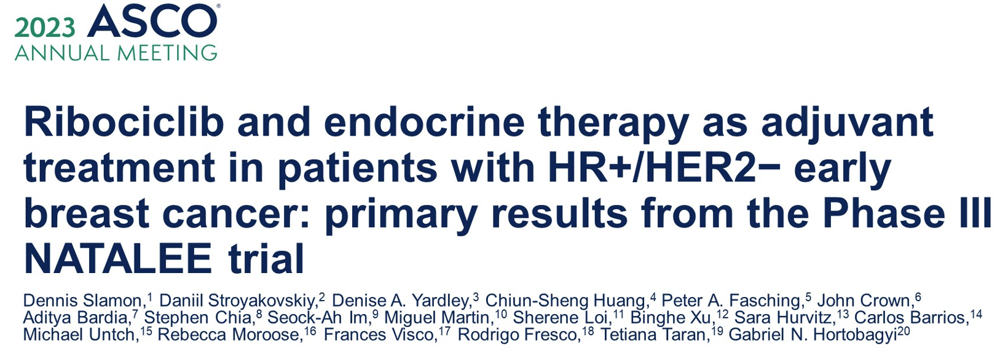 2023 ASCO®
ANNUAL MEETING
Ribociclib and endocrine therapy as adjuvant
treatment in patients with HR+/HER2− early
breast cancer: primary results from the Phase III
NATALEE trial
Dennis Slamon,1 Daniil Stroyakovskiy,2 Denise A. Yardley,3 Chiun-Sheng Huang,4 Peter A. Fasching,5 John Crown,6
Aditya Bardia,7 Stephen Chia,8 Seock-Ah Im,9 Miguel Martin,10 Sherene Loi,11 Binghe Xu,12 Sara Hurvitz,13 Carlos Barrios,14
Michael Untch,15 Rebecca Moroose,16 Frances Visco,17 Rodrigo Fresco,18 Tetiana Taran,19 Gabriel N. Hortobagyi20